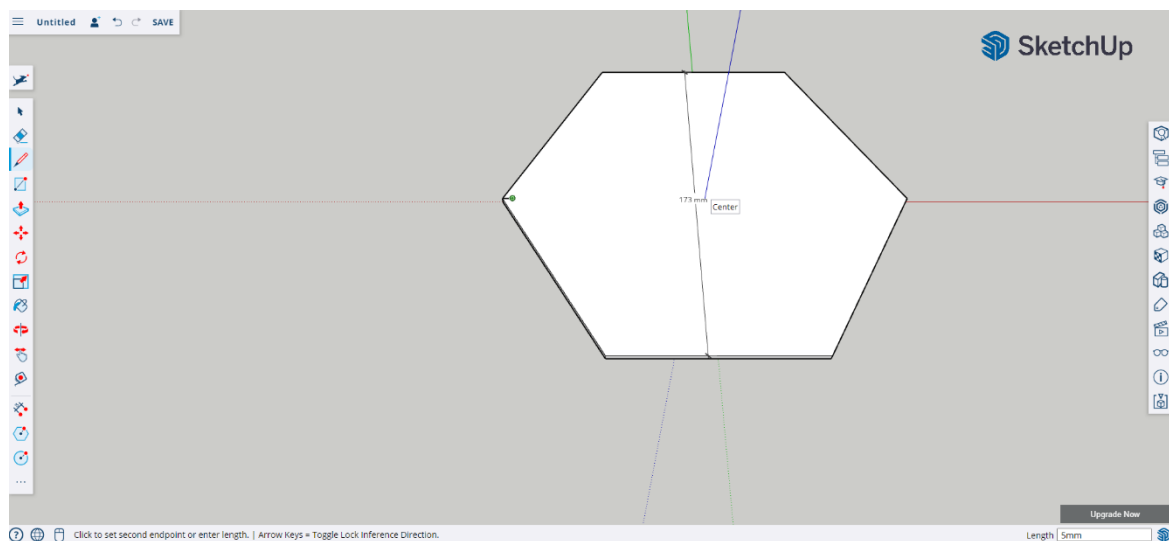 Untitled
SAVE
SketchUp
173 mm
Center
Upgrade Now
Click to set second endpoint or enter length. | Arrow Keys = Toggle Lock Inference Direction.
Length 5mm